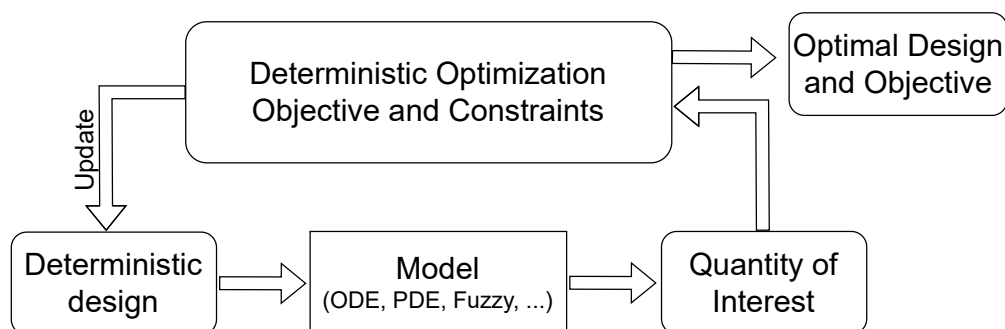 Deterministic Optimization
Objective and Constraints
Optimal Design
and Objective
Update
Deterministic
design
Model
(ODE, PDE, Fuzzy, ...)
Quantity of
Interest